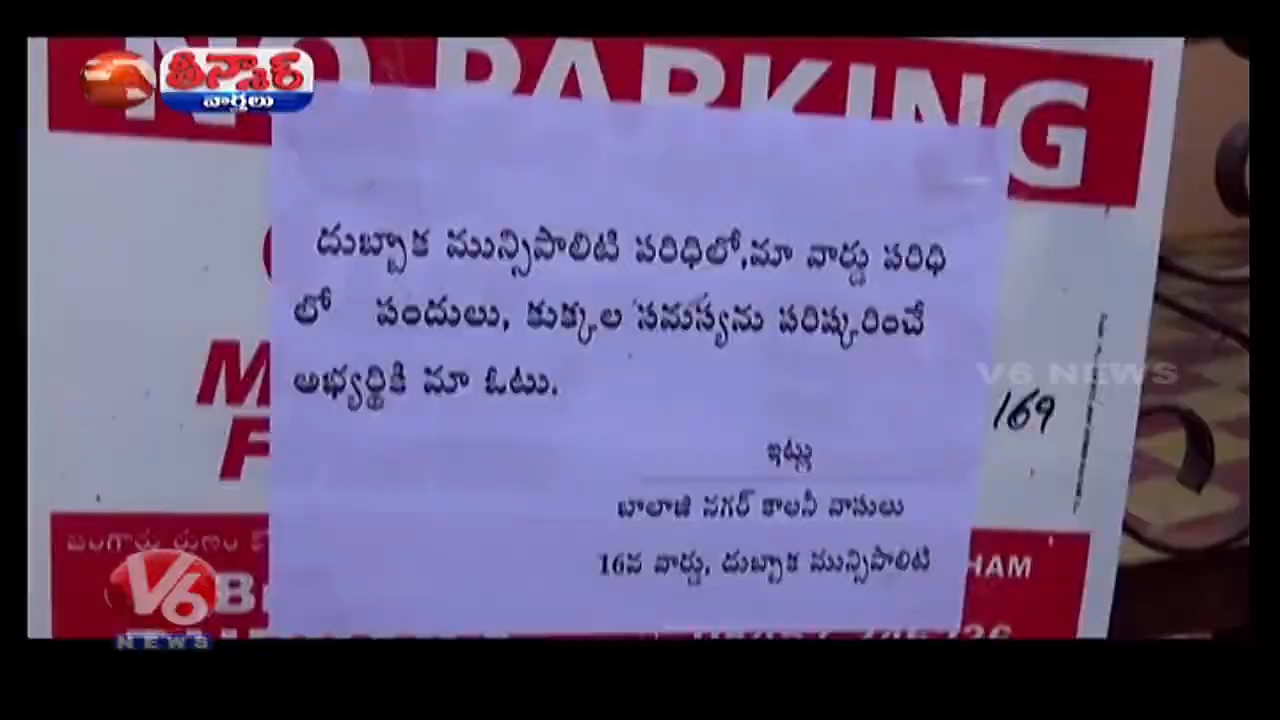 NO PARKING
తీన్మార్
వార్తలు
దుబ్బాక మున్సిపాలిటి పరిధిలో,మా వార్డు పరిధి
లో పందులు, కుక్కల సమస్యను పరిష్కరించే
అభ్యర్థికి మా ఓటు.
V6 NEWS
169
ఇట్లు
బాలాజి నగర్ కాలనీ వాసులు
16వ వార్డు, దుబ్బాక మున్సిపాలిటి
బంగారు రుణం
HAM
V6
NEWS